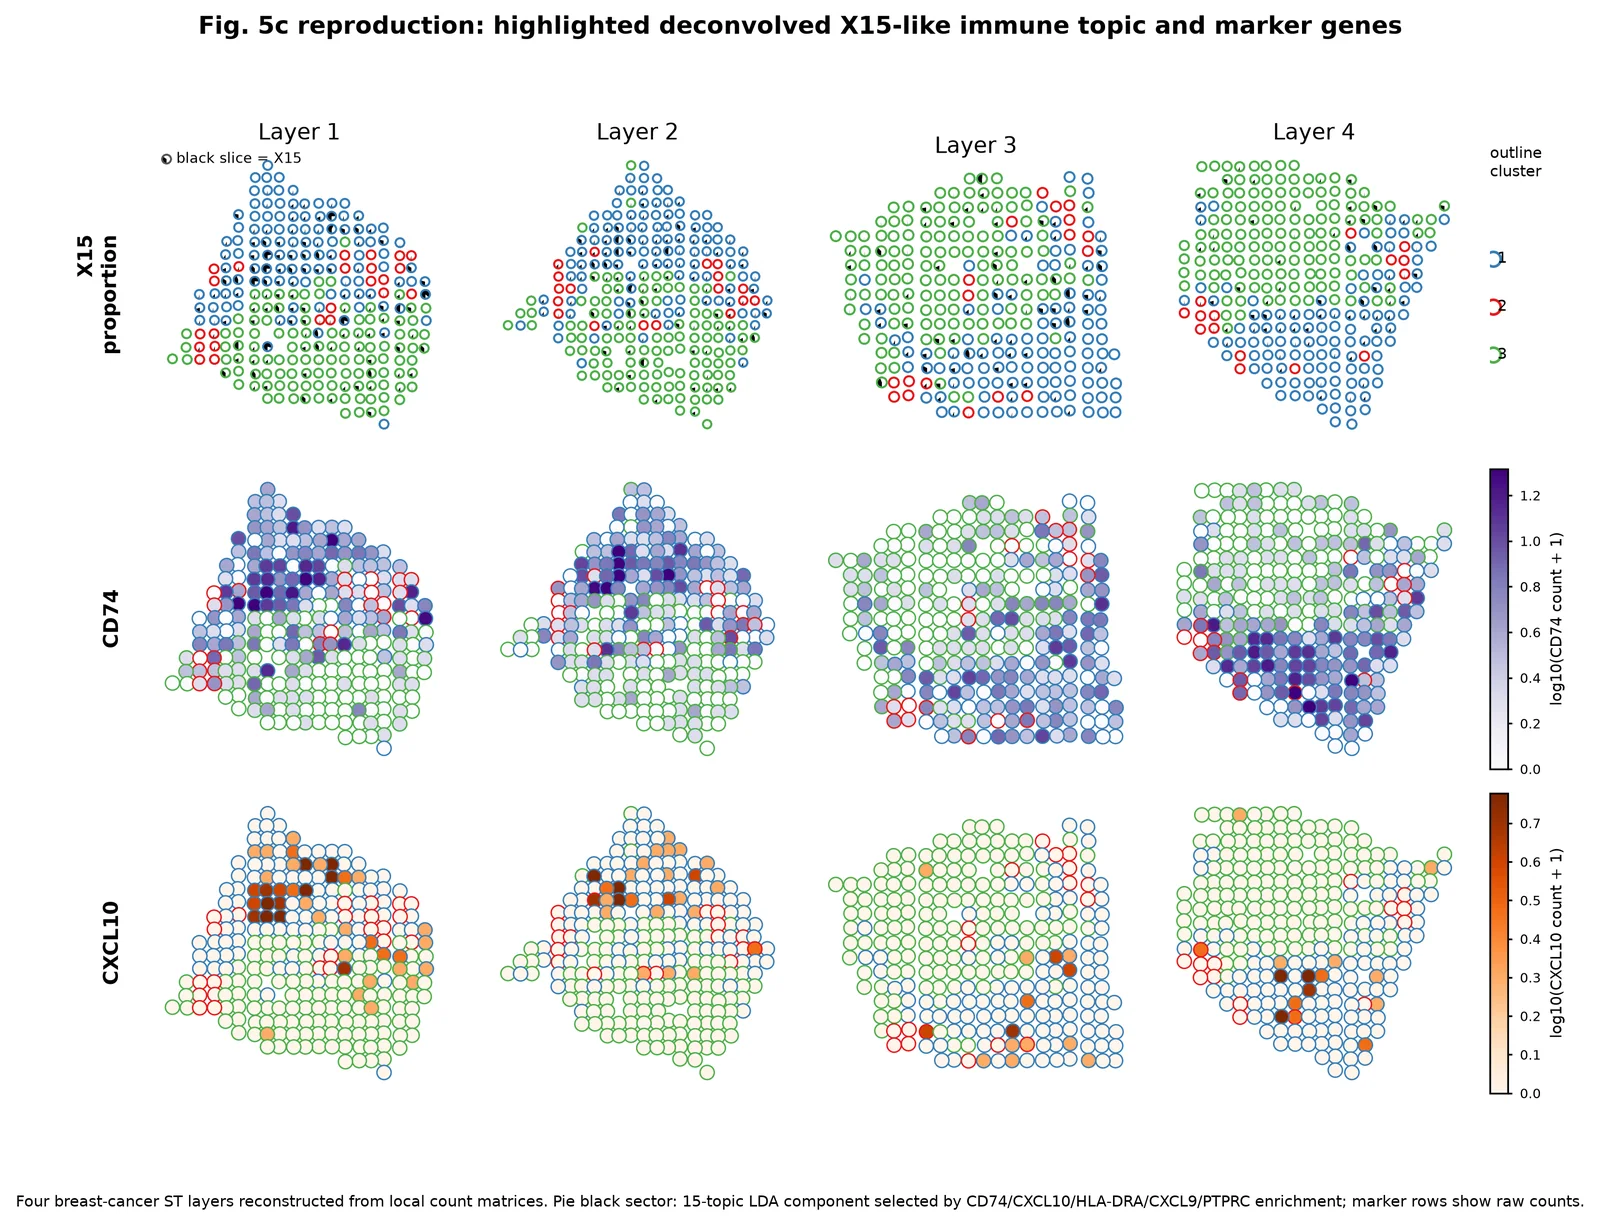 Fig. 5c reproduction: highlighted deconvolved X15-like immune topic and marker genes
Layer 1
Layer 2
Layer 3
Layer 4
black slice = X15
outline
cluster
1
2
3
X15
proportion
CD74
1.2
1.0
0.8
0.6
0.4
0.2
0.0
log10(CD74 count + 1)
CXCL10
0.7
0.6
0.5
0.4
0.3
0.2
0.1
0.0
log10(CXCL10 count + 1)
Four breast-cancer ST layers reconstructed from local count matrices. Pie black sector: 15-topic LDA component selected by CD74/CXCL10/HLA-DRA/CXCL9/PTPRC enrichment; marker rows show raw counts.